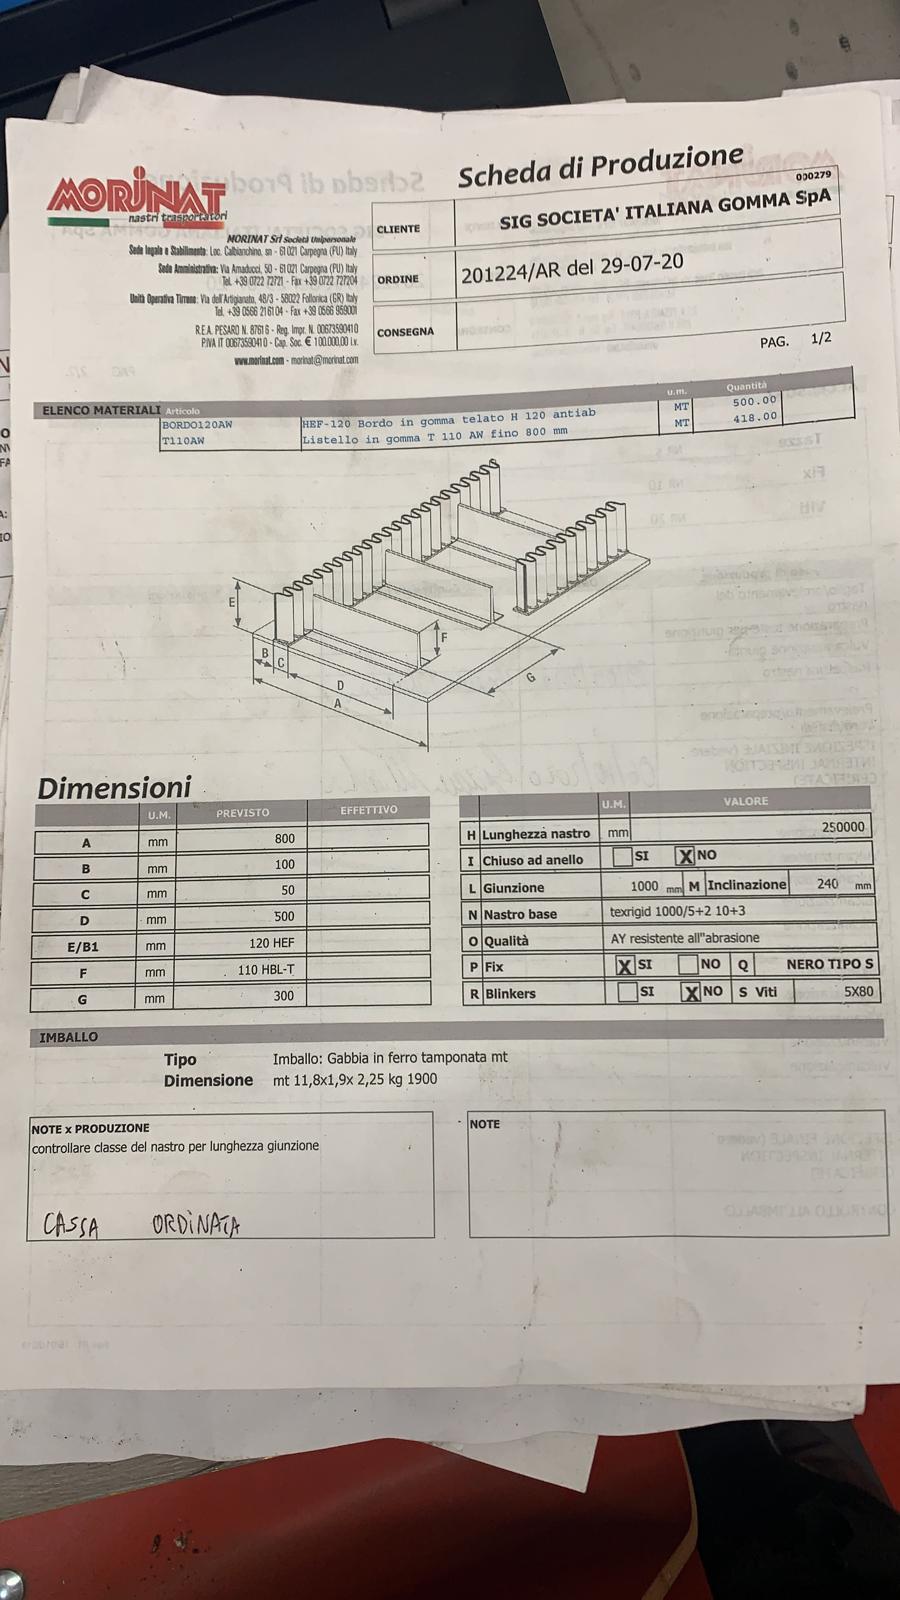 MORINAT
nastri trasportatori
MORINAT Srl Società Unipersonale
Sede legale e Stabilimento: Loc. Calbianchino, sn - 61021 Carpegna (PU) Italy
Sede Amministrativa: Via Amaducci, 50 - 61021 Carpegna (PU) Italy
Tel. +39 0722 72721 - Fax +39 0722 727204
Unità Operativa Tirreno: Via dell'Artigianato, 48/3 - 58022 Follonica (GR) Italy
Tel. +39 0566 216104 - Fax +39 0566 959001
R.E.A. PESARO N. 87616 - Reg. Impr. N. 00673590410
P.IVA IT 00673590410 - Cap. Soc. € 100.000,00 i.v.
www.morinat.com - morinat@morinat.com
Scheda di Produzione
000279
CLIENTE SIG SOCIETA' ITALIANA GOMMA SpA
ORDINE 201224/AR del 29-07-20
CONSEGNA
PAG. 1/2
ELENCO MATERIALI Articolo u.m. Quantità
BORDO120AW HEF-120 Bordo in gomma telato H 120 antiab MT 500.00
T110AW Listello in gomma T 110 AW fino 800 mm MT 418.00
E
F
B
C
D
A
G
Dimensioni
U.M. PREVISTO EFFETTIVO
A mm 800
B mm 100
C mm 50
D mm 500
E/B1 mm 120 HEF
F mm 110 HBL-T
G mm 300
U.M. VALORE
H Lunghezza nastro mm 250000
I Chiuso ad anello SI X NO
L Giunzione 1000 mm M Inclinazione 240 mm
N Nastro base texrigid 1000/5+2 10+3
O Qualità AY resistente all"abrasione
P Fix X SI NO Q NERO TIPO S
R Blinkers SI X NO S Viti 5X80
IMBALLO
Tipo Imballo: Gabbia in ferro tamponata mt
Dimensione mt 11,8x1,9x 2,25 kg 1900
NOTE x PRODUZIONE
controllare classe del nastro per lunghezza giunzione
CASSA ORDINATA
NOTE